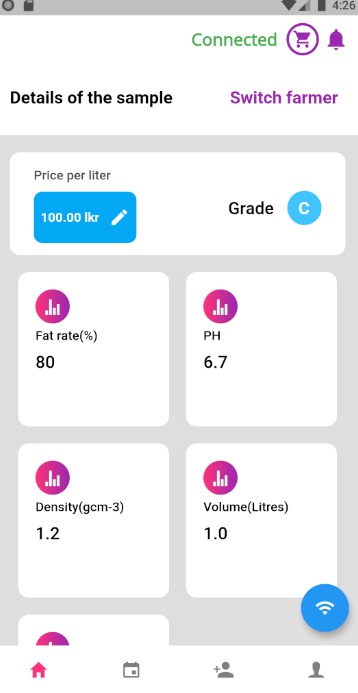 4:26
Connected
Details of the sample Switch farmer
Price per liter
100.00 lkr
Grade C
Fat rate(%)
80
PH
6.7
Density(gcm-3)
1.2
Volume(Litres)
1.0